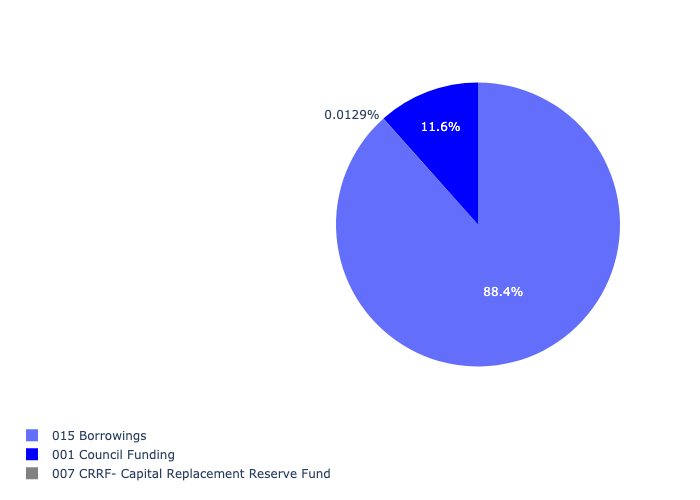 0.0129%
11.6%
88.4%
015 Borrowings
001 Council Funding
007 CRRF- Capital Replacement Reserve Fund